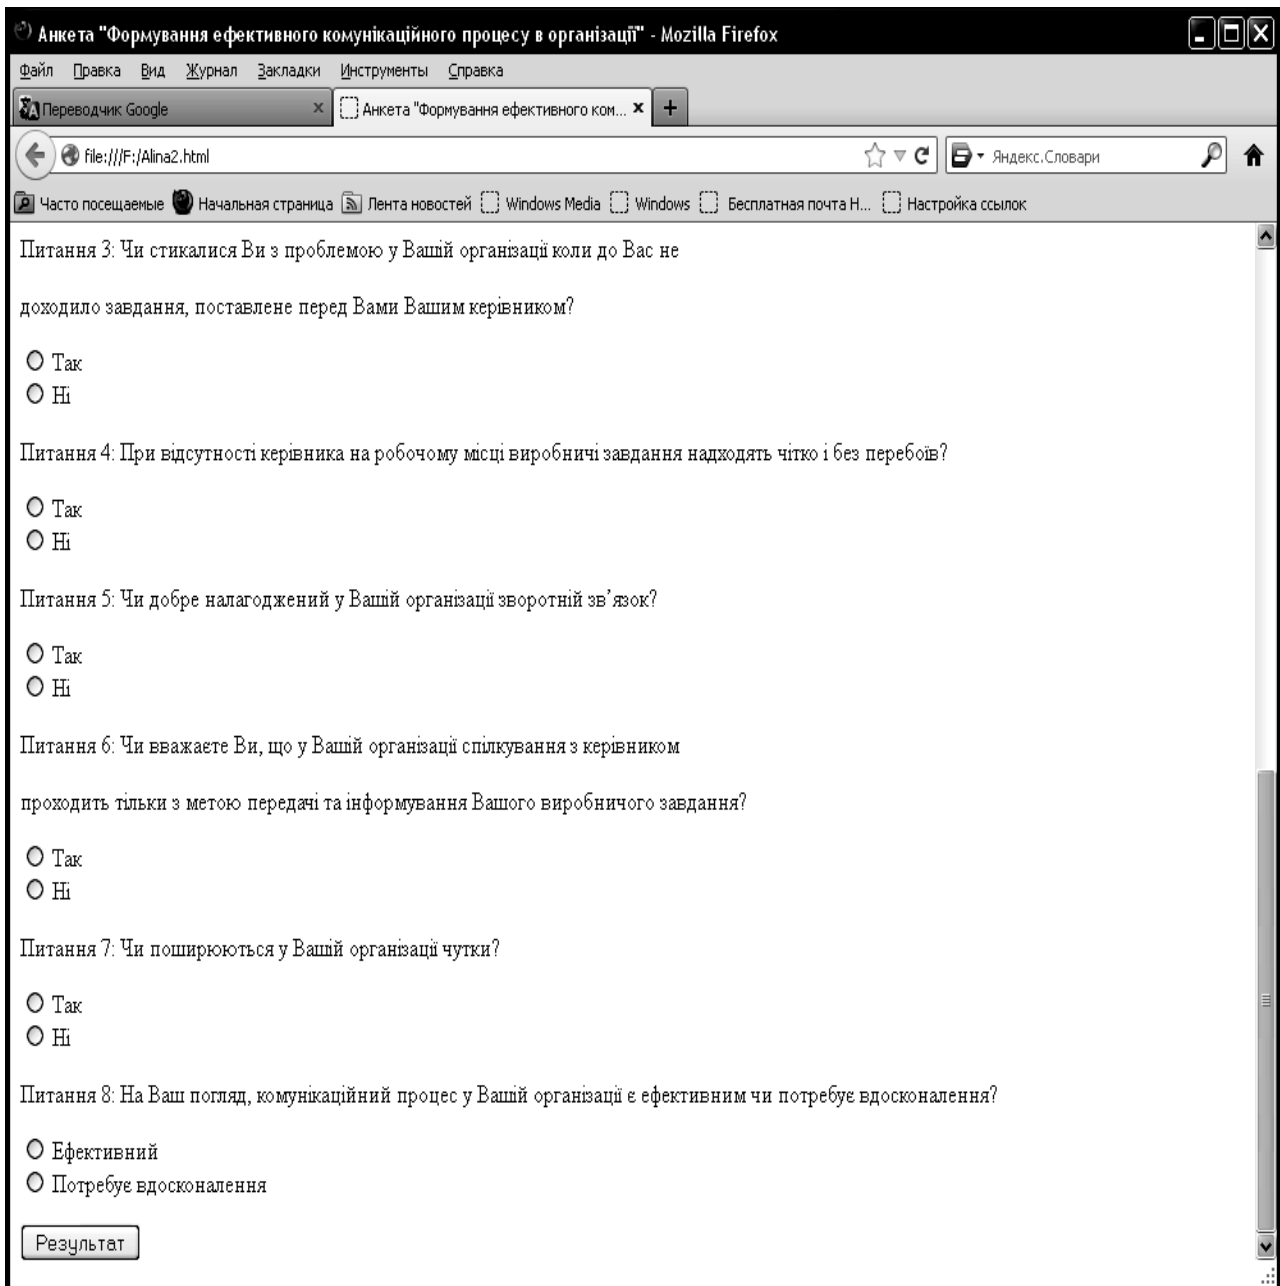 Анкета "Формування ефективного комунікаційного процесу в організації" - Mozilla Firefox
Файл Правка Вид Журнал Закладки Инструменты Справка
Переводчик Google × Анкета "Формування ефективного ком... × +
file:///F:/Alina2.html Яндекс.Словари
Часто посещаемые Начальная страница Лента новостей Windows Media Windows Бесплатная почта H... Настройка ссылок
Питання 3: Чи стикалися Ви з проблемою у Вашій організації коли до Вас не
доходило завдання, поставлене перед Вами Вашим керівником?
Так
Ні
Питання 4: При відсутності керівника на робочому місці виробничі завдання надходять чітко і без перебоїв?
Так
Ні
Питання 5: Чи добре налагоджений у Вашій організації зворотній зв’язок?
Так
Ні
Питання 6: Чи вважаєте Ви, що у Вашій організації спілкування з керівником
проходить тільки з метою передачі та інформування Вашого виробничого завдання?
Так
Ні
Питання 7: Чи поширюються у Вашій організації чутки?
Так
Ні
Питання 8: На Ваш погляд, комунікаційний процес у Вашій організації є ефективним чи потребує вдосконалення?
Ефективний
Потребує вдосконалення
Результат